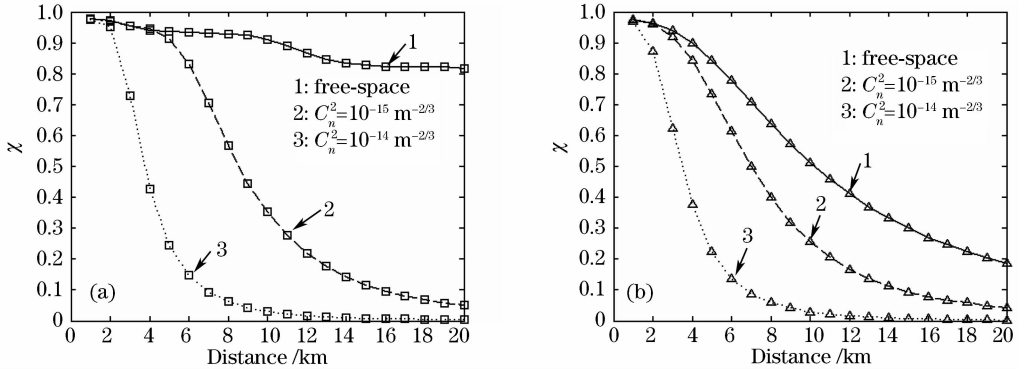 1.0
0.9
0.8
0.7
0.6
0.5
0.4
0.3
0.2
0.1
0
χ
1
1: free-space
2: C_n^2=10^{-15} m^{-2/3}
3: C_n^2=10^{-14} m^{-2/3}
2
3
(a)
0 2 4 6 8 10 12 14 16 18 20
Distance /km
1.0
0.9
0.8
0.7
0.6
0.5
0.4
0.3
0.2
0.1
0
χ
1: free-space
2: C_n^2=10^{-15} m^{-2/3}
3: C_n^2=10^{-14} m^{-2/3}
1
2
3
(b)
0 2 4 6 8 10 12 14 16 18 20
Distance /km